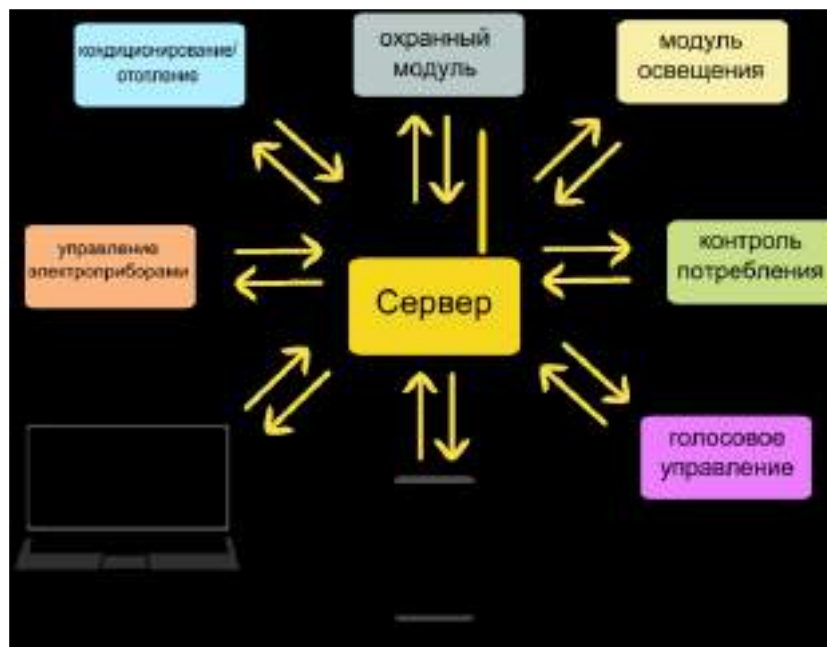 кондиционирование/
отопление
охранный
модуль
модуль
освещения
управление
электроприборами
Сервер
контроль
потребления
голосовое
управление